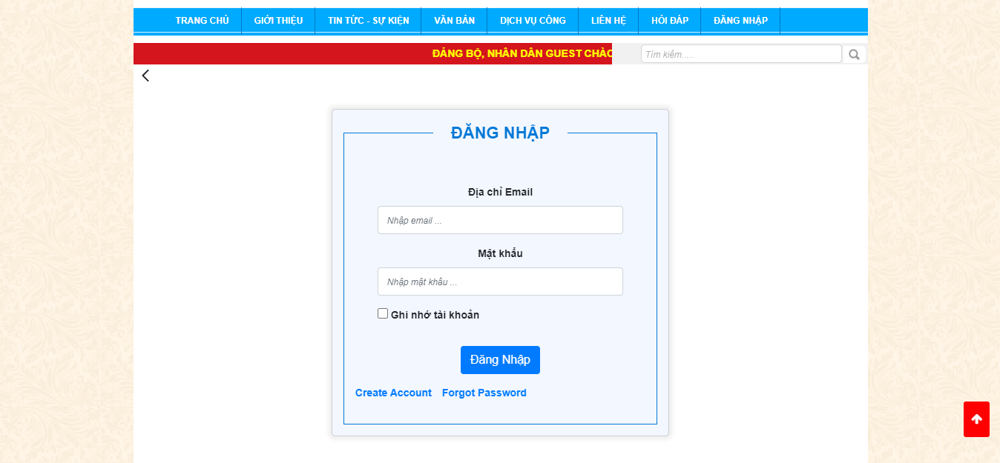 TRANG CHỦ GIỚI THIỆU TIN TỨC - SỰ KIỆN VĂN BẢN DỊCH VỤ CÔNG LIÊN HỆ HỎI ĐÁP ĐĂNG NHẬP
ĐẢNG BỘ, NHÂN DÂN GUEST CHÀO Tìm kiếm.....
ĐĂNG NHẬP
Địa chỉ Email
Nhập email ...
Mật khẩu
Nhập mật khẩu ...
Ghi nhớ tài khoản
Đăng Nhập
Create Account Forgot Password